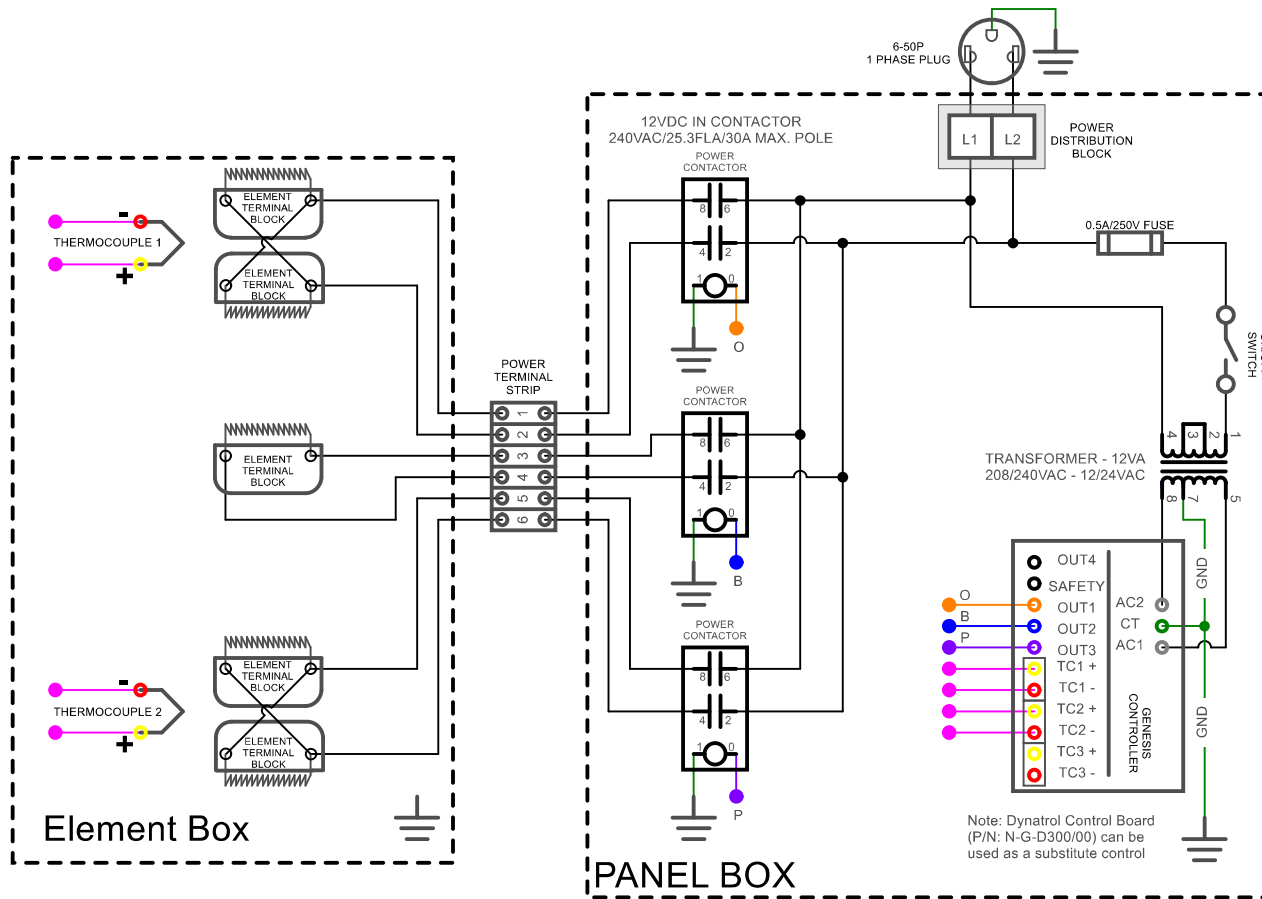 6-50P
1 PHASE PLUG
12VDC IN CONTACTOR
240VAC/25.3FLA/30A MAX. POLE
L1
L2
POWER
DISTRIBUTION
BLOCK
POWER
CONTACTOR
8
6
4
2
1
0
O
0.5A/250V FUSE
SWITCH
-
THERMOCOUPLE 1
+
ELEMENT
TERMINAL
BLOCK
ELEMENT
TERMINAL
BLOCK
POWER
TERMINAL
STRIP
1
2
3
4
5
6
POWER
CONTACTOR
8
6
4
2
1
0
B
ELEMENT
TERMINAL
BLOCK
TRANSFORMER - 12VA
208/240VAC - 12/24VAC
4
3
2
1
8
7
5
POWER
CONTACTOR
8
6
4
2
1
0
P
-
THERMOCOUPLE 2
+
ELEMENT
TERMINAL
BLOCK
ELEMENT
TERMINAL
BLOCK
O
B
P
OUT4
SAFETY
OUT1
OUT2
OUT3
TC1 +
TC1 -
TC2 +
TC2 -
TC3 +
TC3 -
AC2
CT
AC1
GENESIS
CONTROLLER
GND
GND
Note: Dynatrol Control Board
(P/N: N-G-D300/00) can be
used as a substitute control
Element Box
PANEL BOX